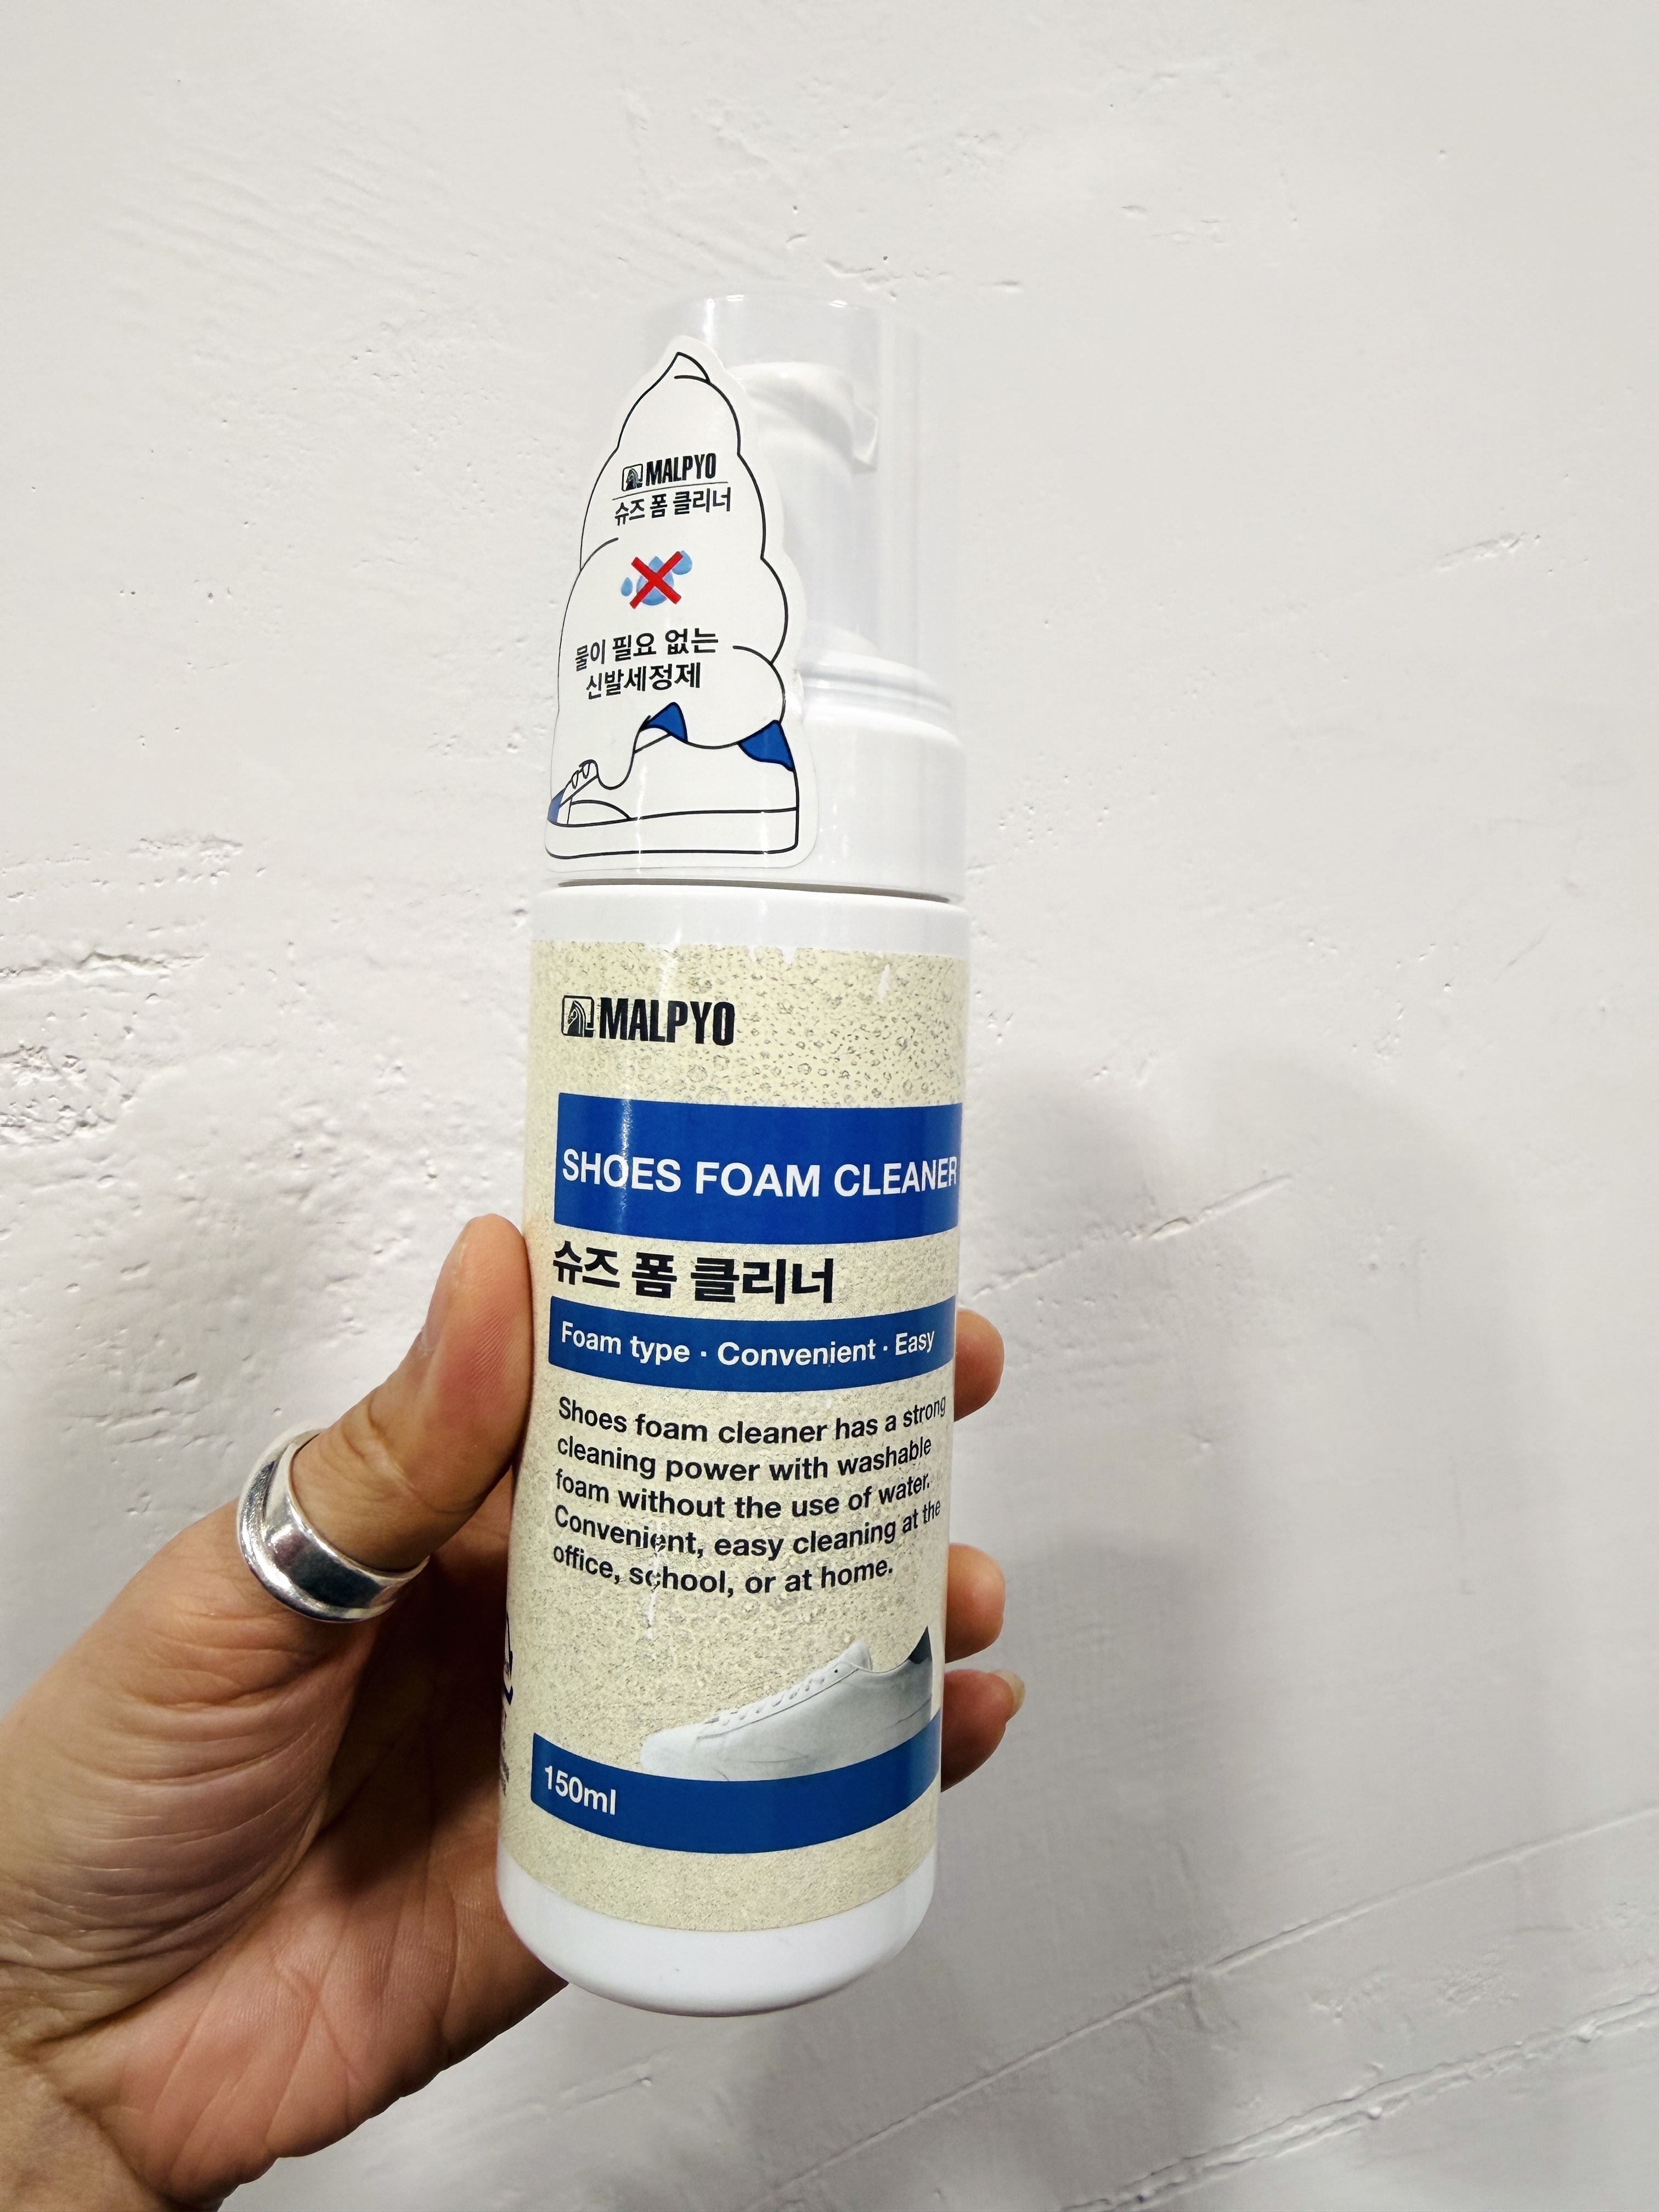 MALPYO
슈즈 폼 클리너
물이 필요 없는
신발세정제
MALPYO
SHOES FOAM CLEANER
슈즈 폼 클리너
Foam type · Convenient · Easy
Shoes foam cleaner has a strong
cleaning power with washable
foam without the use of water.
Convenient, easy cleaning at the
office, school, or at home.
150ml